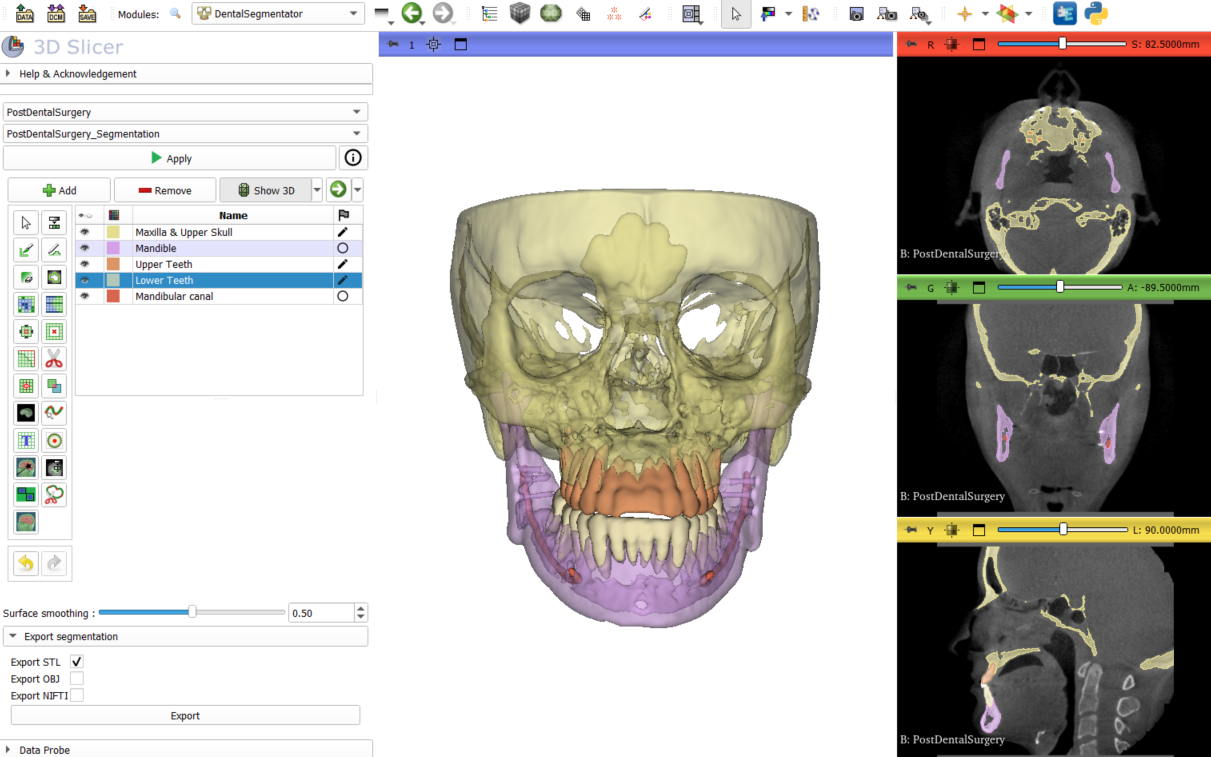 DATA
DCM
SAVE
Modules:
DentalSegmentator
3D Slicer
Help & Acknowledgement
PostDentalSurgery
PostDentalSurgery_Segmentation
Apply
Add
Remove
Show 3D
Name
Maxilla & Upper Skull
Mandible
Upper Teeth
Lower Teeth
Mandibular canal
Surface smoothing :
0.50
Export segmentation
Export STL
Export OBJ
Export NIFTI
Export
Data Probe
1
R
S: 82.5000mm
B: PostDentalSurgery
G
A: -89.5000mm
B: PostDentalSurgery
Y
L: 90.0000mm
B: PostDentalSurgery